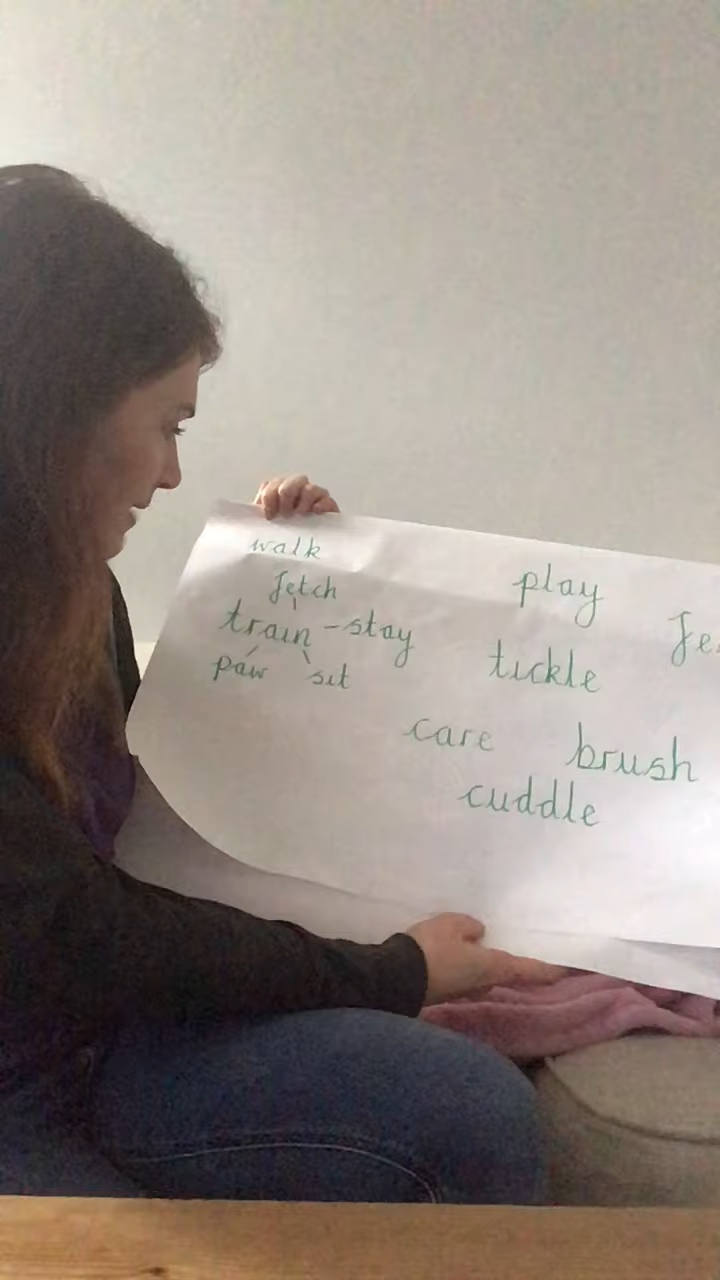 walk
fetch
train - stay
paw sit
play
tickle
care brush
cuddle